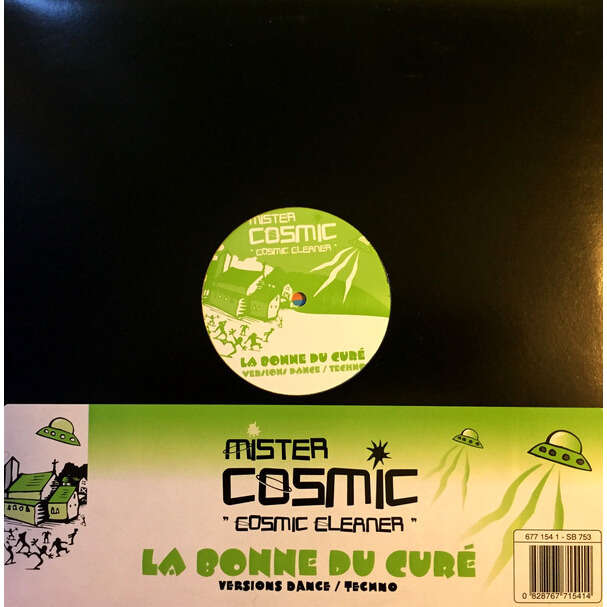 MISTER
COSMIC
" COSMIC CLEANER "
LA BONNE DU CURÉ
VERSIONS DANCE / TECHNO
MISTER
COSMIC
" COSMIC CLEANER "
LA BONNE DU CURÉ
VERSIONS DANCE / TECHNO
677 154 1 - SB 753
0 828767 715414